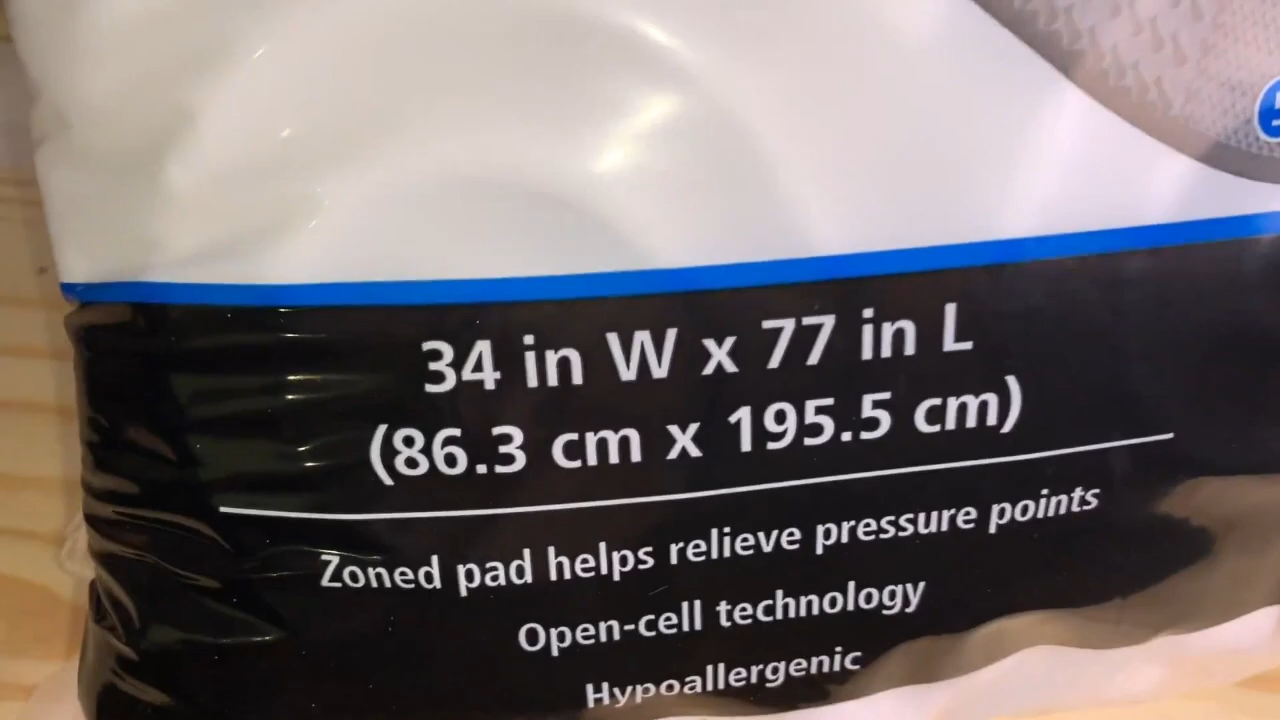 34 in W x 77 in L
(86.3 cm x 195.5 cm)
Zoned pad helps relieve pressure points
Open-cell technology
Hypoallergenic